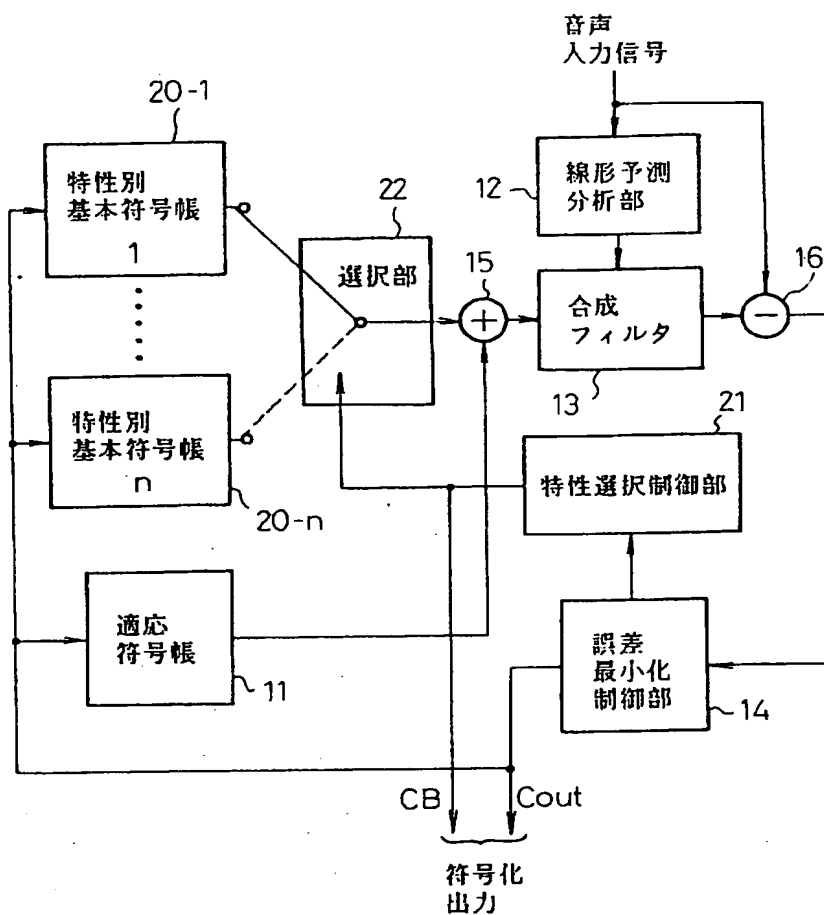 音声
入力信号
20-1
特性別
基本符号帳
1
22
選択部
12
線形予測
分析部
15
+
合成
フィルタ
13
16
−
特性別
基本符号帳
n
20-n
21
特性選択制御部
適応
符号帳
11
誤差
最小化
制御部
14
CB
Cout
符号化
出力